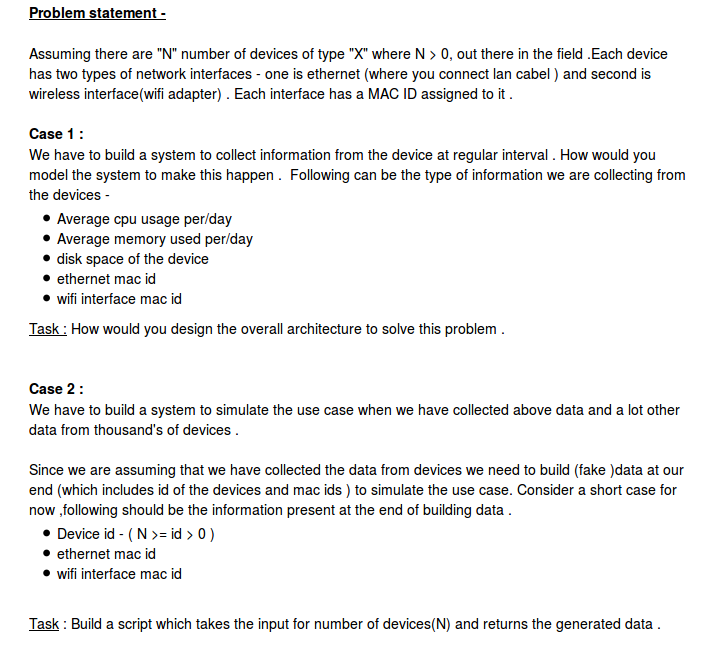 Problem statement -
Assuming there are "N" number of devices of type "X" where N > 0, out there in the field .Each device
has two types of network interfaces - one is ethernet (where you connect lan cabel ) and second is
wireless interface(wifi adapter) . Each interface has a MAC ID assigned to it .
Case 1 :
We have to build a system to collect information from the device at regular interval . How would you
model the system to make this happen .  Following can be the type of information we are collecting from
the devices -
• Average cpu usage per/day
• Average memory used per/day
• disk space of the device
• ethernet mac id
• wifi interface mac id
Task : How would you design the overall architecture to solve this problem .
Case 2 :
We have to build a system to simulate the use case when we have collected above data and a lot other
data from thousand's of devices .
Since we are assuming that we have collected the data from devices we need to build (fake )data at our
end (which includes id of the devices and mac ids ) to simulate the use case. Consider a short case for
now ,following should be the information present at the end of building data .
• Device id - ( N >= id > 0 )
• ethernet mac id
• wifi interface mac id
Task : Build a script which takes the input for number of devices(N) and returns the generated data .